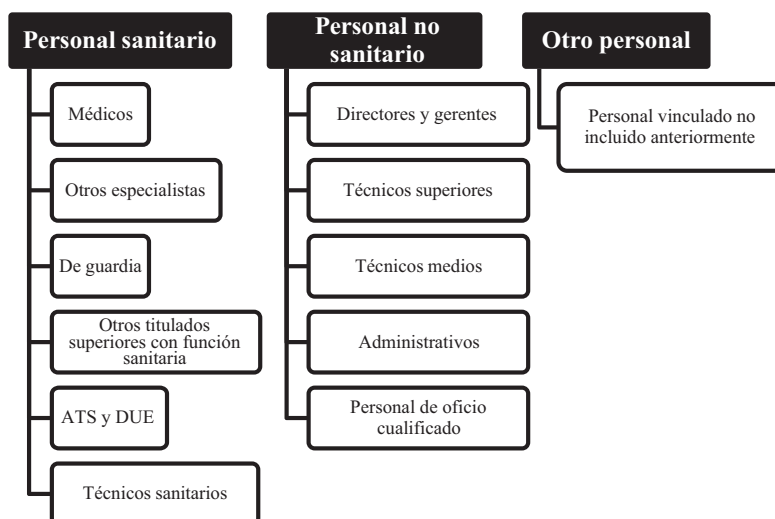 Personal sanitario
Médicos
Otros especialistas
De guardia
Otros titulados
superiores con función
sanitaria
ATS y DUE
Técnicos sanitarios
Personal no
sanitario
Directores y gerentes
Técnicos superiores
Técnicos medios
Administrativos
Personal de oficio
cualificado
Otro personal
Personal vinculado no
incluido anteriormente